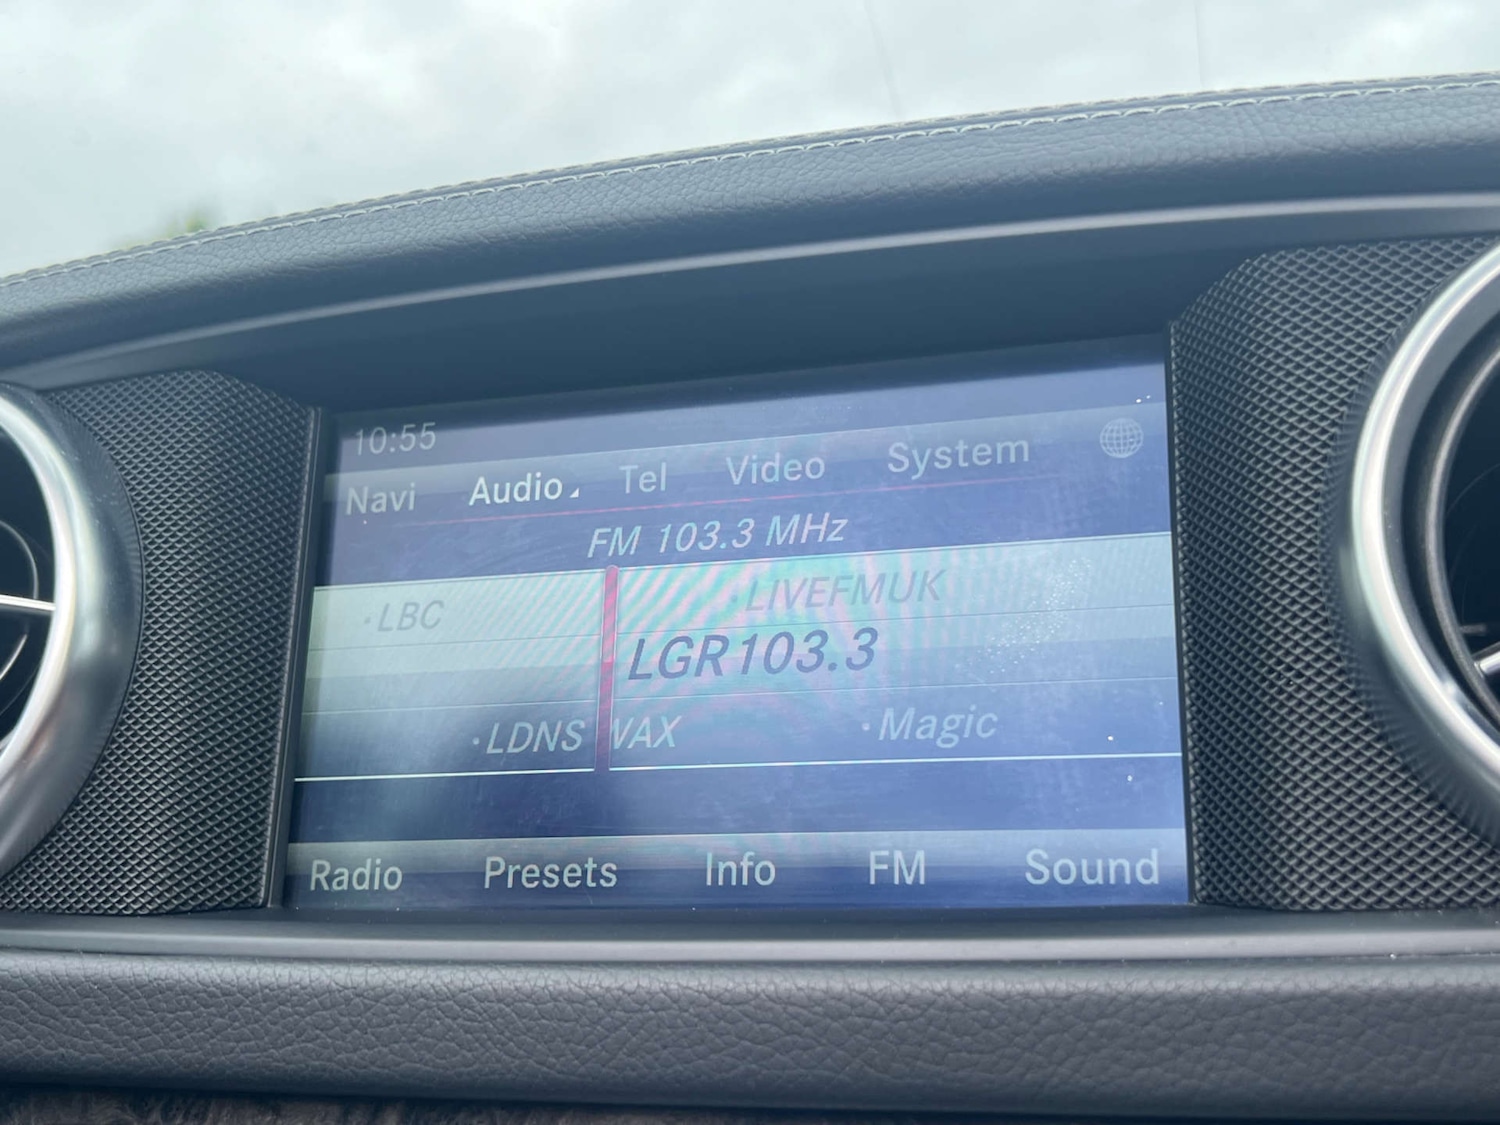 10:55
Navi Audio Tel Video System
FM 103.3 MHz
·LBC ·LIVEFMUK
LGR103.3
·LDNS VAX ·Magic
Radio Presets Info FM Sound